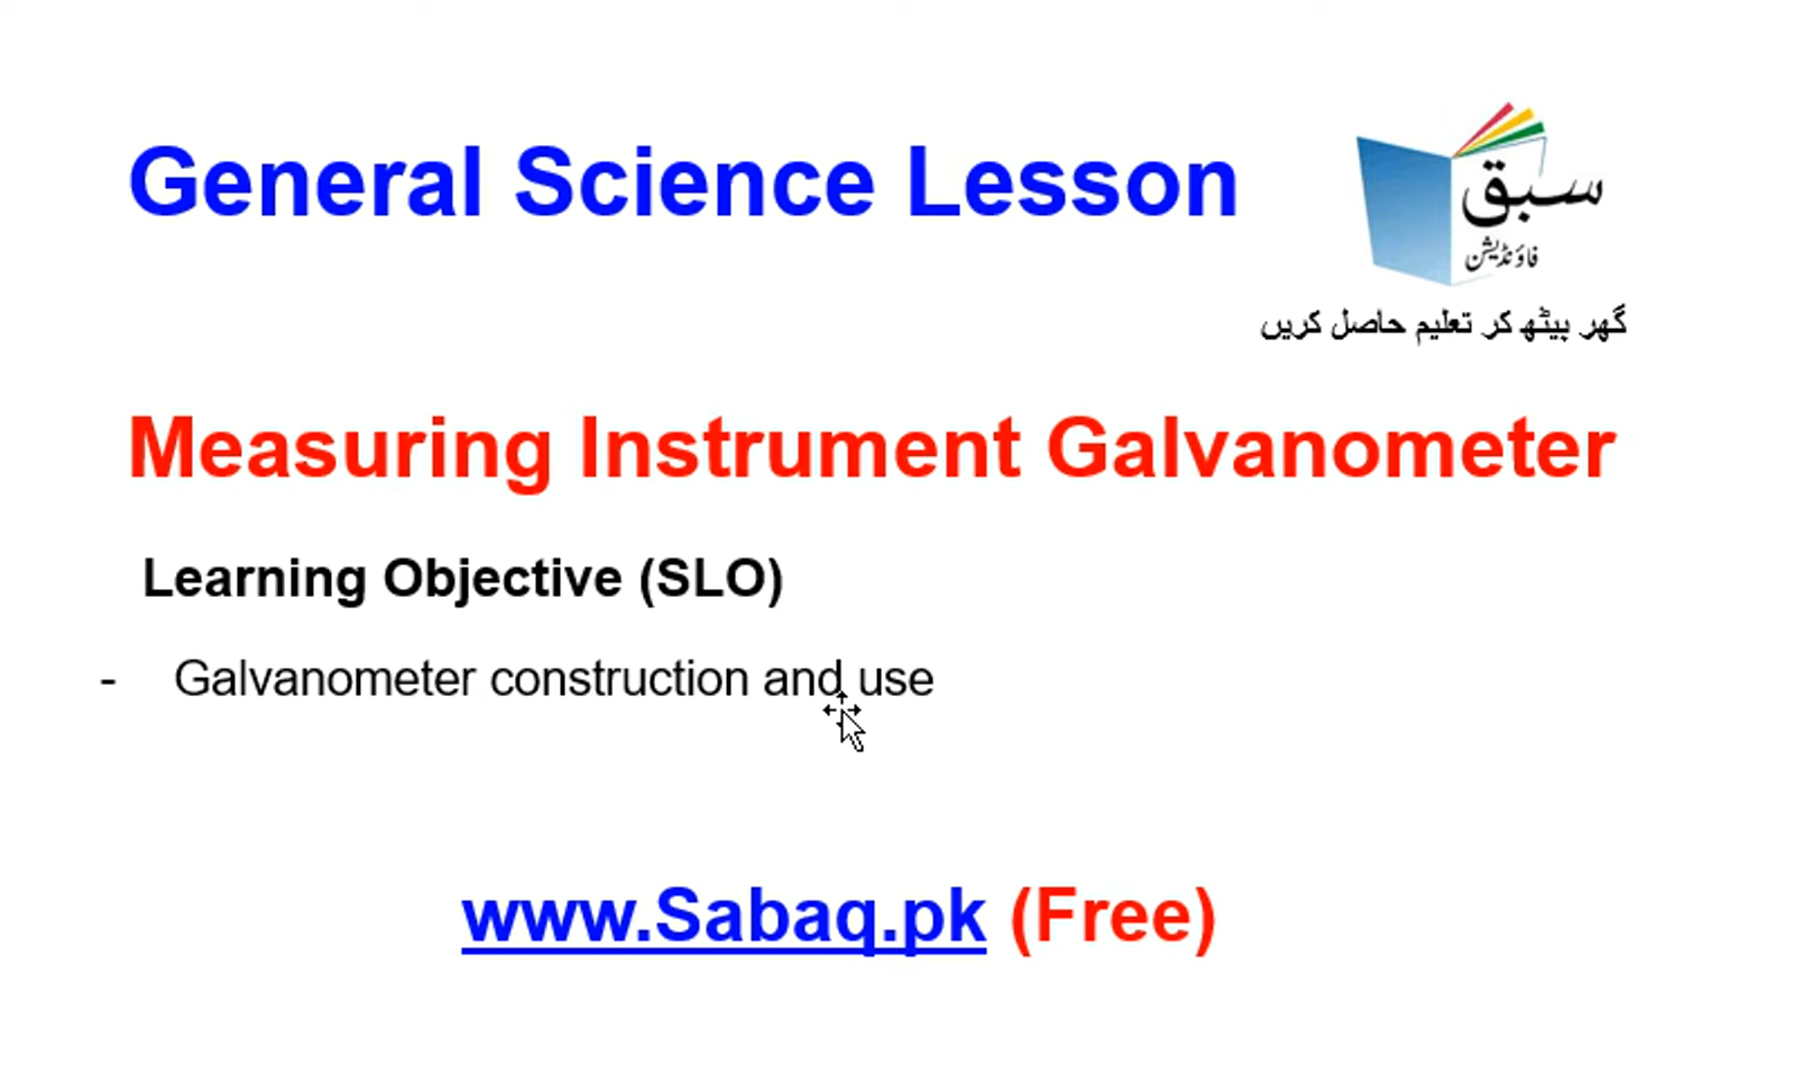 General Science Lesson
سبق
فاؤنڈیشن
گھر بیٹھ کر تعلیم حاصل کریں
Measuring Instrument Galvanometer
Learning Objective (SLO)
- Galvanometer construction and use
www.Sabaq.pk (Free)